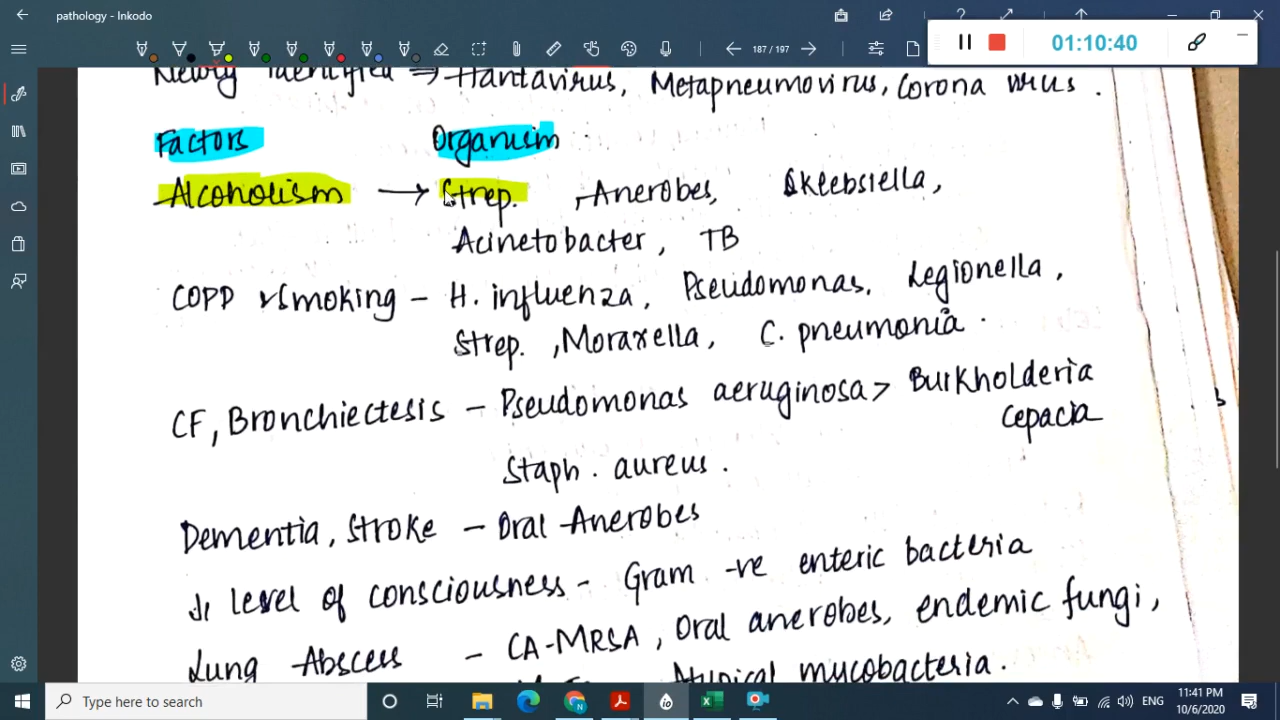 pathology - Inkodo
187 / 197
01:10:40
Newly identified ⇒ Hantavirus, Metapneumovirus, Corona virus.
Factors Organism
Alcoholism → Strep. , Anerobes, Klebsiella,
Acinetobacter, TB
COPD Smoking – H. influenza, Pseudomonas, Legionella,
Strep., Moraxella, C. pneumonia.
CF, Bronchiectesis – Pseudomonas aeruginosa > Burkholderia
cepacia
Staph. aureus.
Dementia, Stroke – Oral Anerobes
↓ level of consciousness – Gram -ve enteric bacteria
Lung Abscess – CA-MRSA, Oral anerobes, endemic fungi,
Atypical mycobacteria.
Type here to search
ENG
11:41 PM
10/6/2020